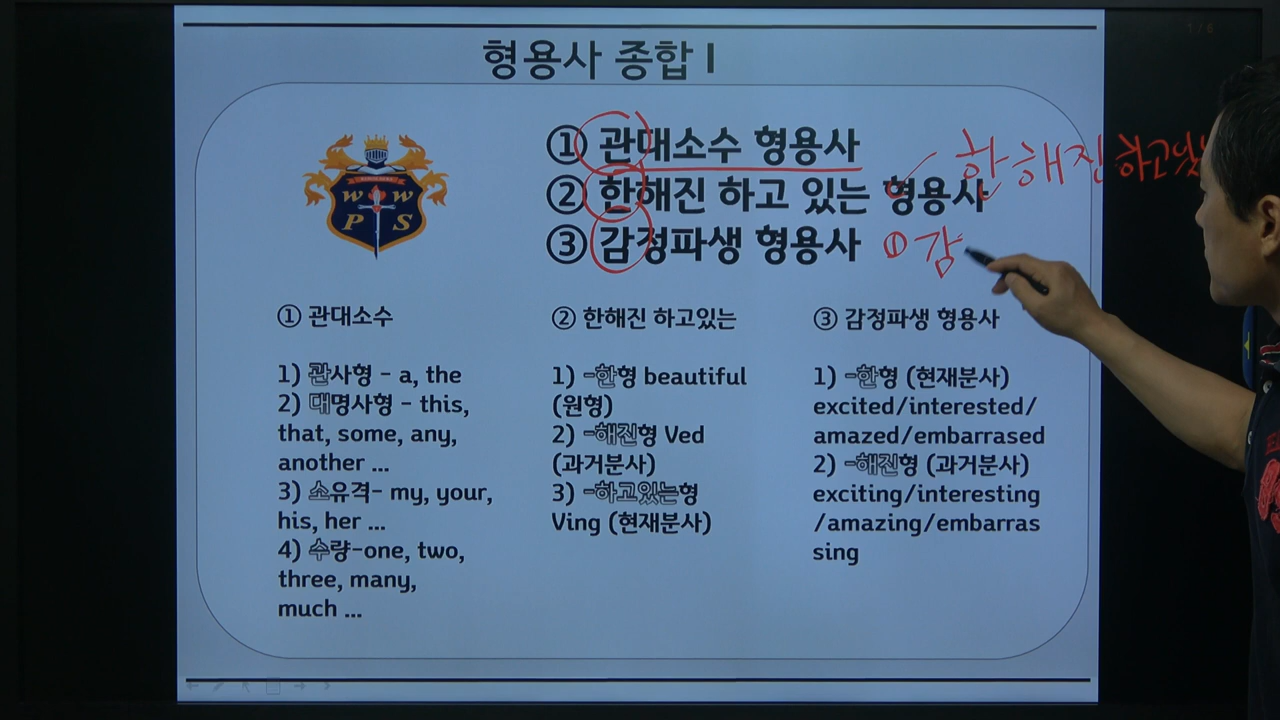 형용사 종합 I
① 관대소수 형용사
② 한해진 하고 있는 형용사
③ 감정파생 형용사
한해진 하고있
① 감
W W
P S
① 관대소수
1) 관사형 - a, the
2) 대명사형 - this,
that, some, any,
another ...
3) 소유격- my, your,
his, her ...
4) 수량-one, two,
three, many,
much ...
② 한해진 하고있는
1) -한형 beautiful
(원형)
2) -해진형 Ved
(과거분사)
3) -하고있는형
Ving (현재분사)
③ 감정파생 형용사
1) -한형 (현재분사)
excited/interested/
amazed/embarrased
2) -해진형 (과거분사)
exciting/interesting
/amazing/embarras
sing